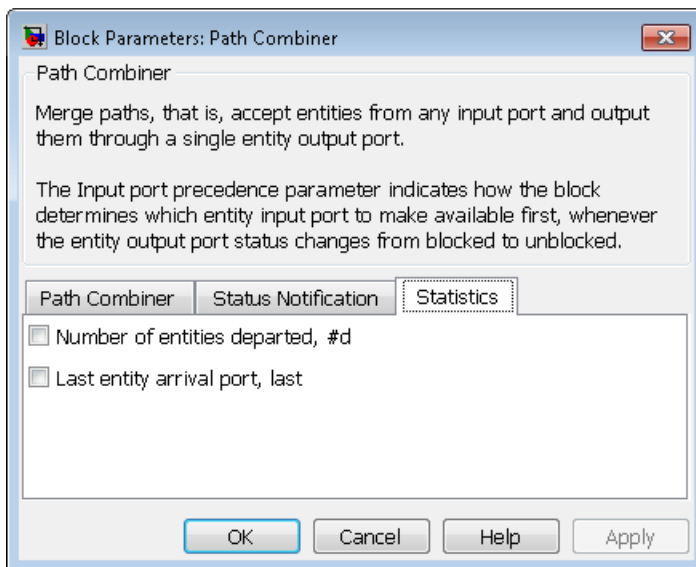 Block Parameters: Path Combiner
Path Combiner
Merge paths, that is, accept entities from any input port and output
them through a single entity output port.
The Input port precedence parameter indicates how the block
determines which entity input port to make available first, whenever
the entity output port status changes from blocked to unblocked.
Path Combiner Status Notification Statistics
Number of entities departed, #d
Last entity arrival port, last
OK Cancel Help Apply